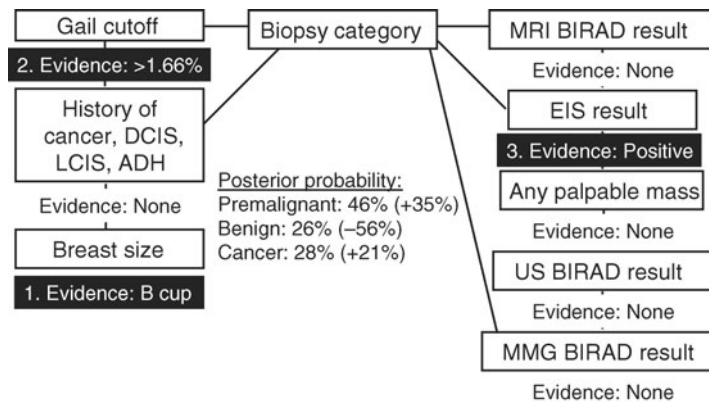 Gail cutoff
2. Evidence: >1.66%
History of
cancer, DCIS,
LCIS, ADH
Evidence: None
Breast size
1. Evidence: B cup
Biopsy category
Posterior probability:
Premalignant: 46% (+35%)
Benign: 26% (–56%)
Cancer: 28% (+21%)
MRI BIRAD result
Evidence: None
EIS result
3. Evidence: Positive
Any palpable mass
Evidence: None
US BIRAD result
Evidence: None
MMG BIRAD result
Evidence: None